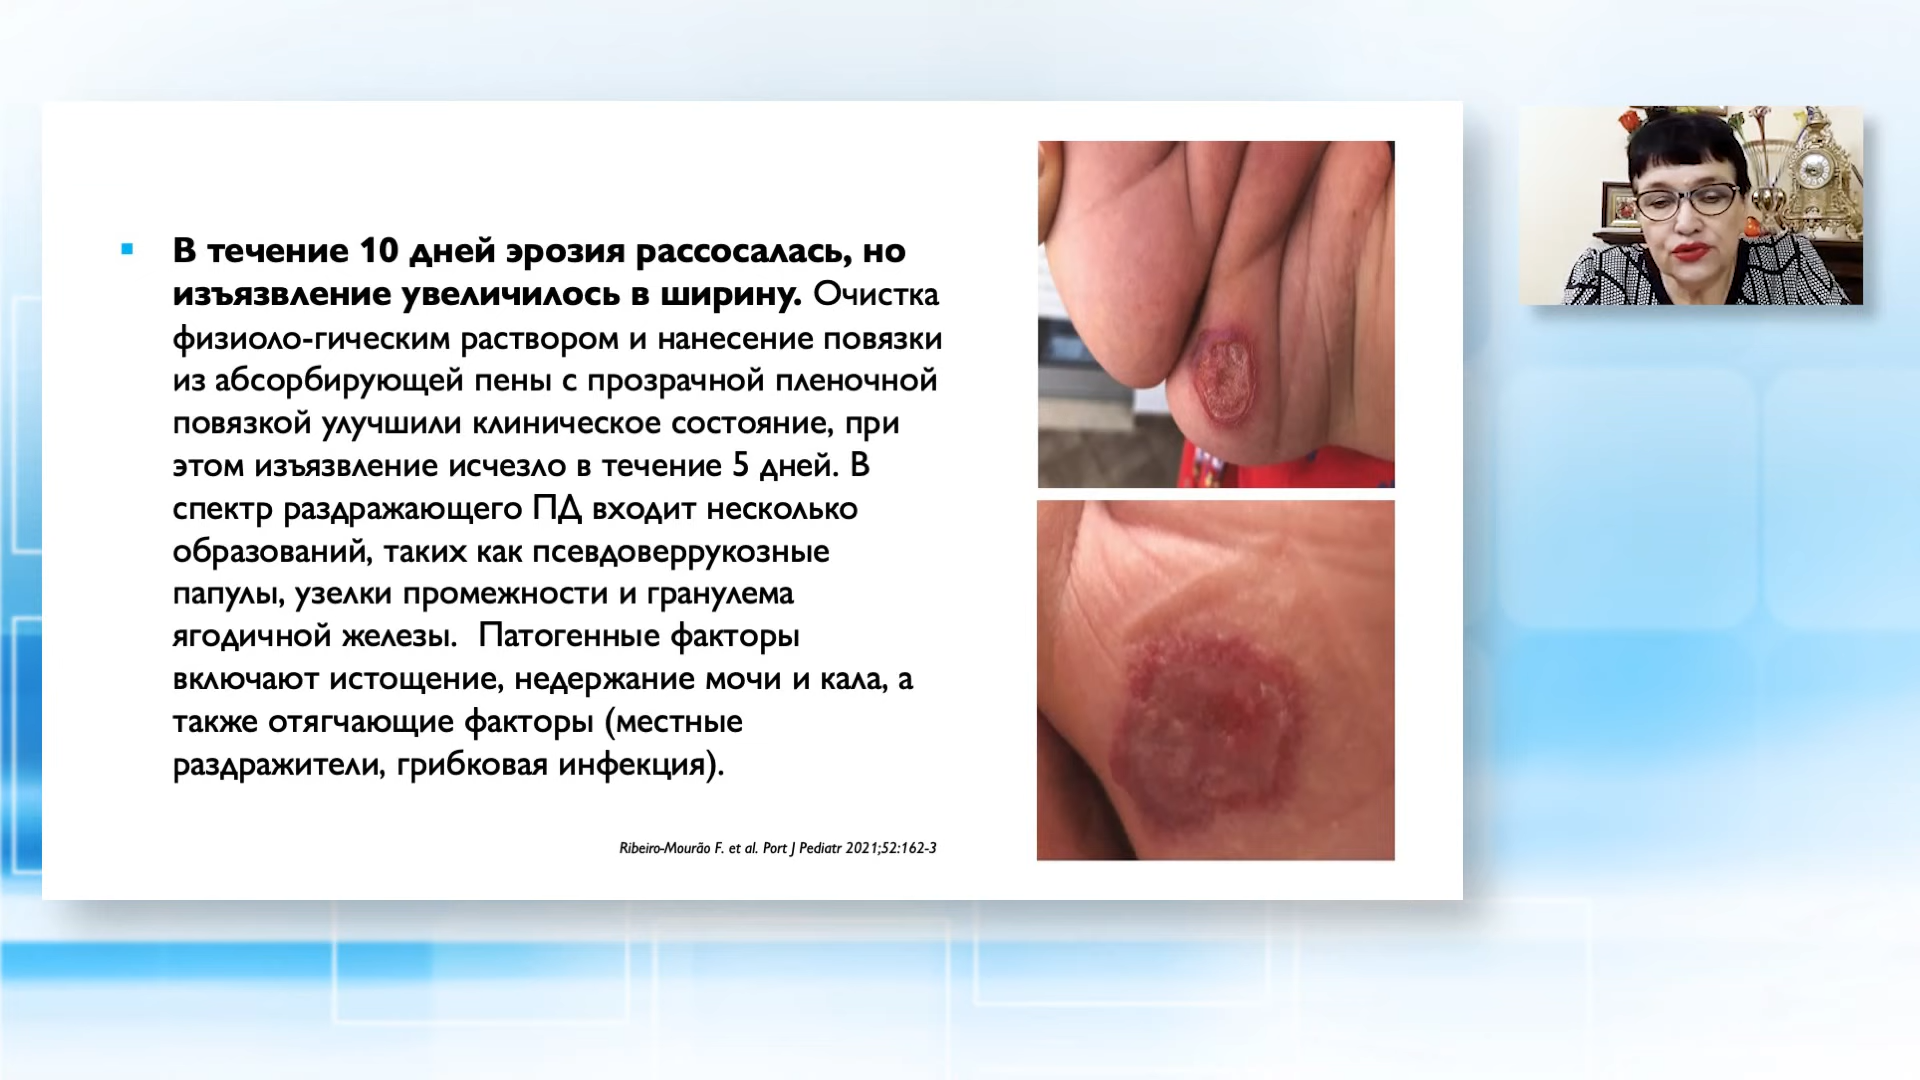 В течение 10 дней эрозия рассосалась, но
изъязвление увеличилось в ширину. Очистка
физиоло-гическим раствором и нанесение повязки
из абсорбирующей пены с прозрачной пленочной
повязкой улучшили клиническое состояние, при
этом изъязвление исчезло в течение 5 дней. В
спектр раздражающего ПД входит несколько
образований, таких как псевдоверрукозные
папулы, узелки промежности и гранулема
ягодичной железы. Патогенные факторы
включают истощение, недержание мочи и кала, а
также отягчающие факторы (местные
раздражители, грибковая инфекция).
Ribeiro-Mourão F. et al. Port J Pediatr 2021;52:162-3